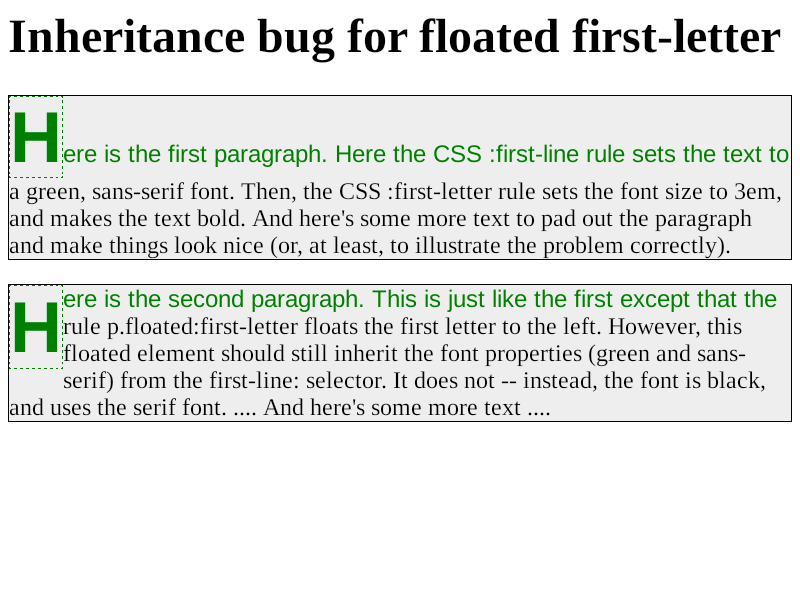 Inheritance bug for floated first-letter
Here is the first paragraph. Here the CSS :first-line rule sets the text to
a green, sans-serif font. Then, the CSS :first-letter rule sets the font size to 3em,
and makes the text bold. And here's some more text to pad out the paragraph
and make things look nice (or, at least, to illustrate the problem correctly).
Here is the second paragraph. This is just like the first except that the
rule p.floated:first-letter floats the first letter to the left. However, this
floated element should still inherit the font properties (green and sans-
serif) from the first-line: selector. It does not -- instead, the font is black,
and uses the serif font. .... And here's some more text ....